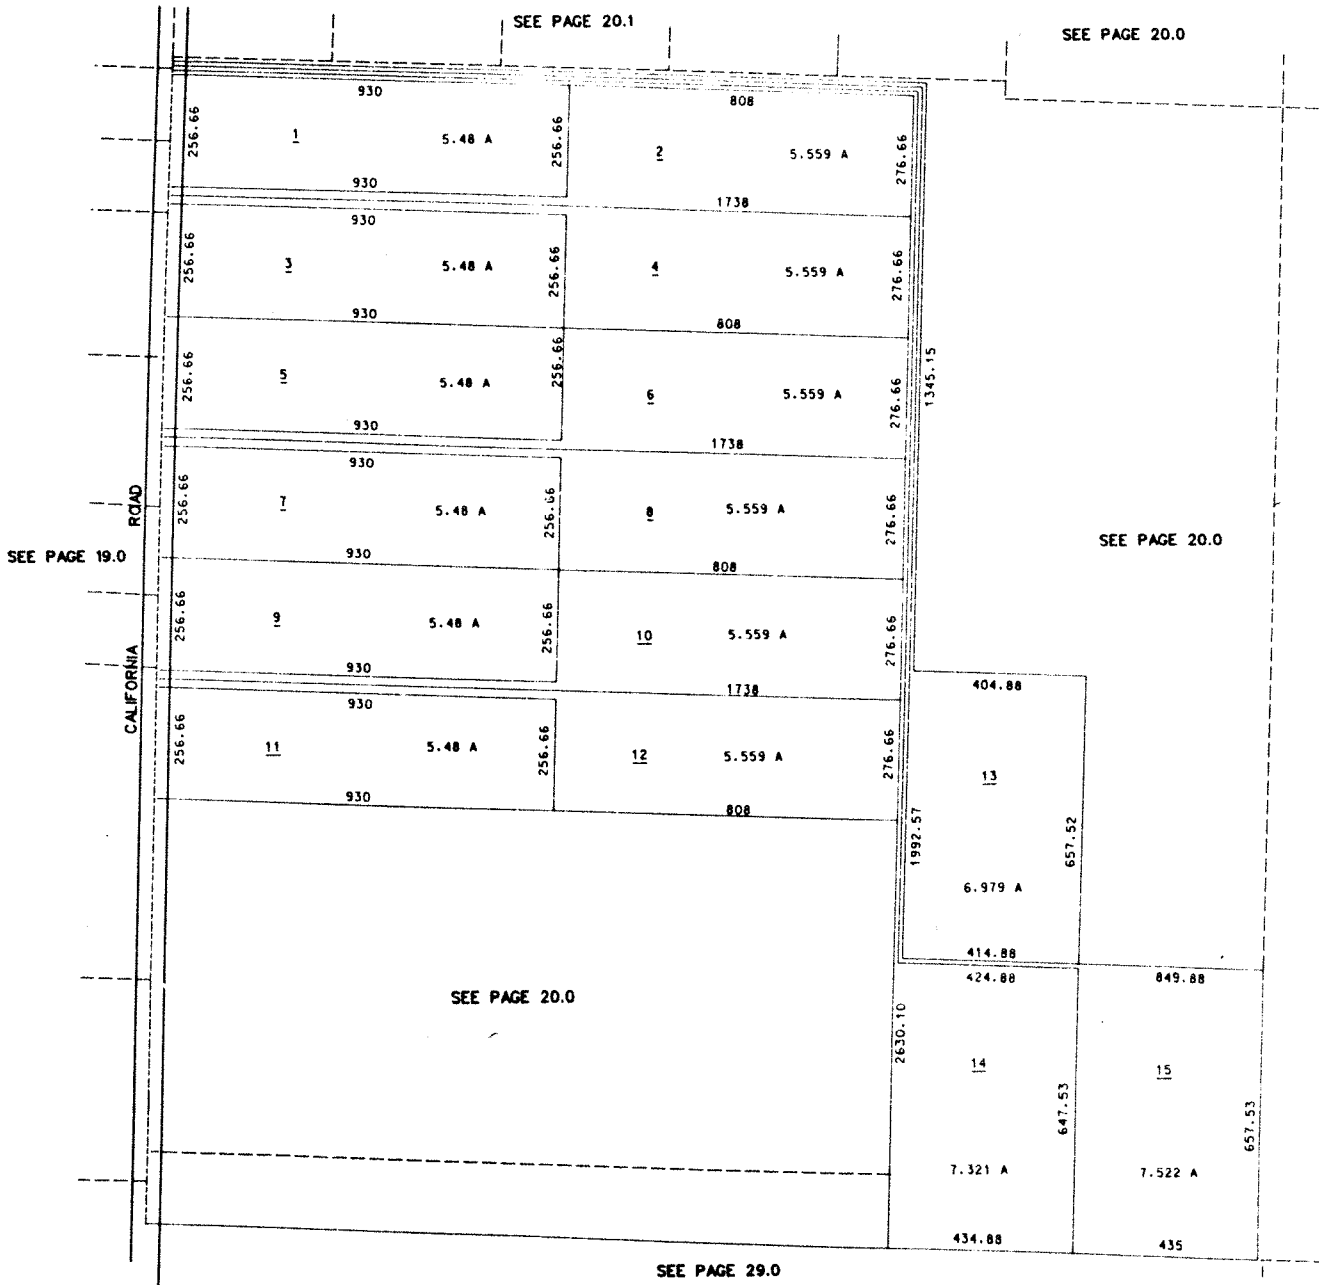 SEE PAGE 20.1
SEE PAGE 20.0
930
808
256.66
1
5.48 A
256.66
2
5.559 A
276.66
930
1738
930
256.66
3
5.48 A
256.66
4
5.559 A
276.66
930
808
1345.15
256.66
5
5.48 A
256.66
6
5.559 A
276.66
930
1738
930
256.66
7
5.48 A
256.66
8
5.559 A
276.66
SEE PAGE 20.0
SEE PAGE 19.0
CALIFORNIA ROAD
930
808
256.66
9
5.48 A
256.66
10
5.559 A
276.66
930
1738
404.88
930
256.66
11
5.48 A
256.66
12
5.559 A
276.66
13
930
808
1992.57
657.52
6.979 A
414.88
424.88
849.88
SEE PAGE 20.0
2630.10
14
15
647.53
657.53
7.321 A
7.522 A
434.88
435
SEE PAGE 29.0